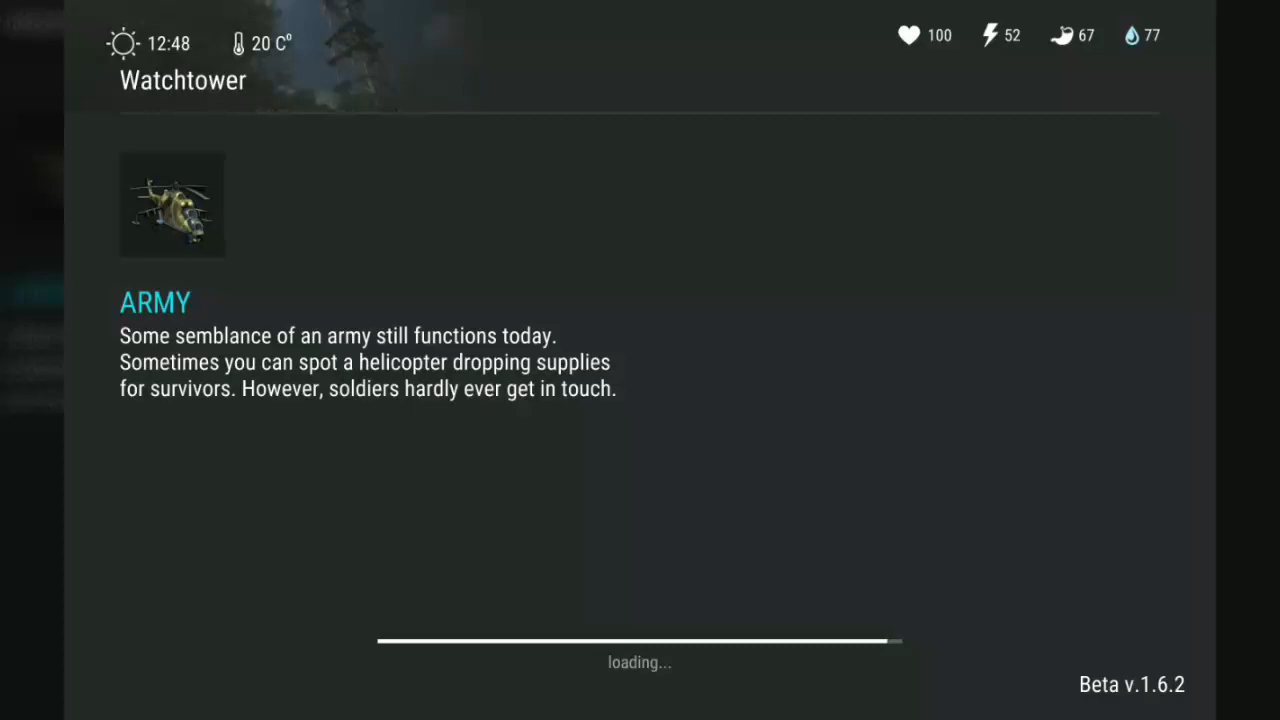 12:48 20 C° 100 52 67 77
Watchtower
ARMY
Some semblance of an army still functions today.
Sometimes you can spot a helicopter dropping supplies
for survivors. However, soldiers hardly ever get in touch.
loading...
Beta v.1.6.2